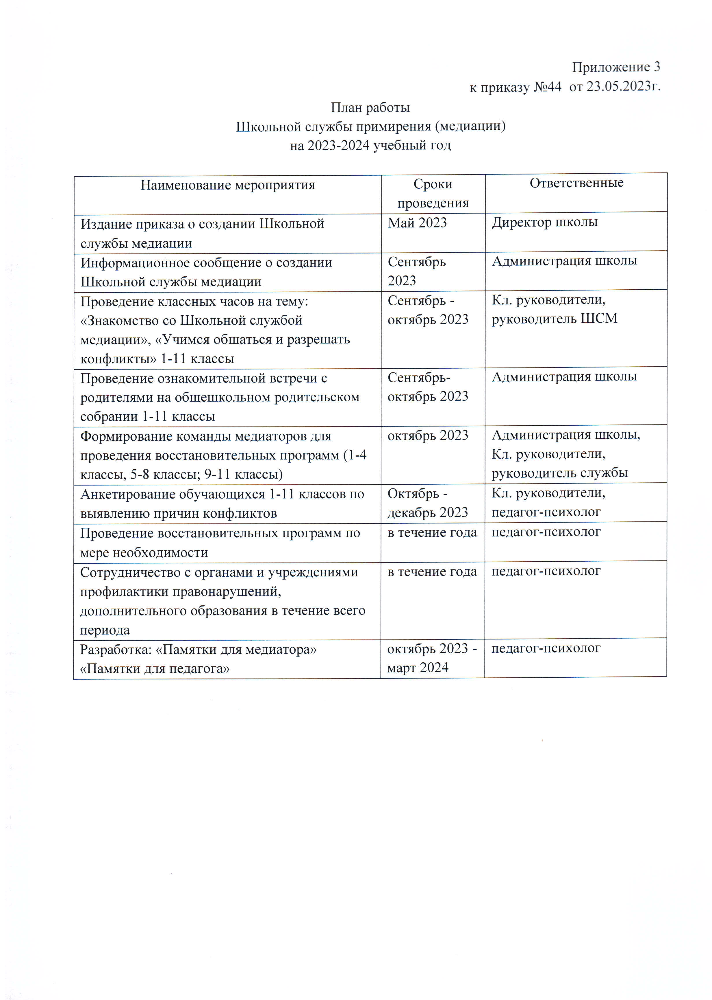 Приложение 3
к приказу №44 от 23.05.2023г.
План работы
Школьной службы примирения (медиации)
на 2023-2024 учебный год
Наименование мероприятия
Сроки
проведения
Ответственные
Издание приказа о создании Школьной
службы медиации
Май 2023
Директор школы
Информационное сообщение о создании
Школьной службы медиации
Сентябрь
2023
Администрация школы
Проведение классных часов на тему:
«Знакомство со Школьной службой
медиации», «Учимся общаться и разрешать
конфликты» 1-11 классы
Сентябрь -
октябрь 2023
Кл. руководители,
руководитель ШСМ
Проведение ознакомительной встречи с
родителями на общешкольном родительском
собрании 1-11 классы
Сентябрь-
октябрь 2023
Администрация школы
Формирование команды медиаторов для
проведения восстановительных программ (1-4
классы, 5-8 классы; 9-11 классы)
октябрь 2023
Администрация школы,
Кл. руководители,
руководитель службы
Анкетирование обучающихся 1-11 классов по
выявлению причин конфликтов
Октябрь -
декабрь 2023
Кл. руководители,
педагог-психолог
Проведение восстановительных программ по
мере необходимости
в течение года
педагог-психолог
Сотрудничество с органами и учреждениями
профилактики правонарушений,
дополнительного образования в течение всего
периода
в течение года
педагог-психолог
Разработка: «Памятки для медиатора»
«Памятки для педагога»
октябрь 2023 -
март 2024
педагог-психолог